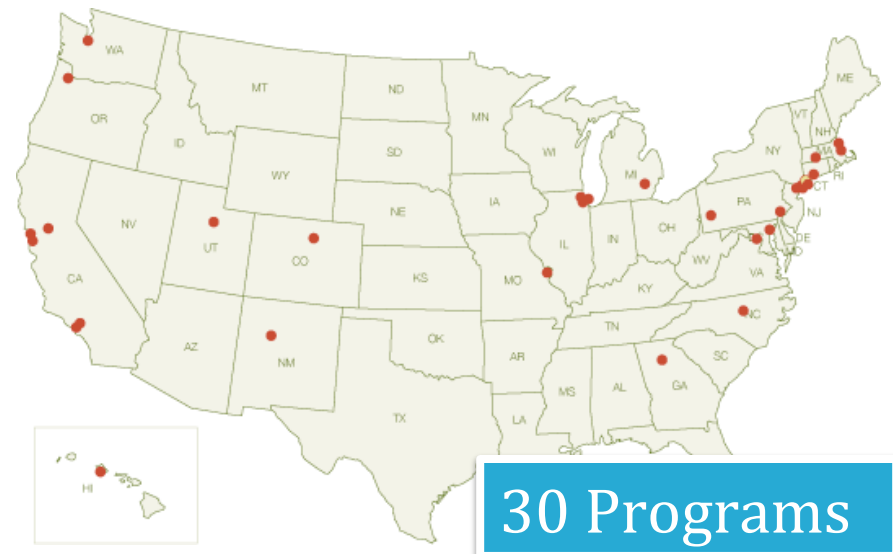 WA
ME
MT
ND
VT
MN
OR
NH
ID
WI
SD
NY
MA
MI
WY
RI
CT
IA
PA
NE
NJ
NV
OH
IL
IN
UT
DE
CO
MD
WV
VA
CA
KS
MO
KY
NC
TN
OK
AZ
AR
SC
NM
GA
MS
AL
TX
LA
HI
30 Programs